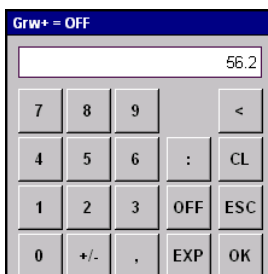 Grw+ = OFF
56.2
7 8 9 <
4 5 6 : CL
1 2 3 OFF ESC
0 +/- , EXP OK